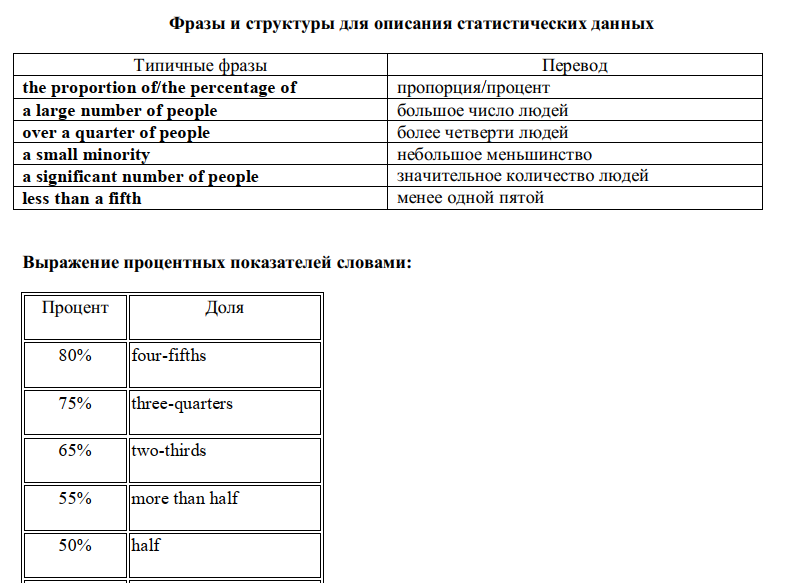 Фразы и структуры для описания статистических данных
Типичные фразы Перевод
the proportion of/the percentage of пропорция/процент
a large number of people большое число людей
over a quarter of people более четверти людей
a small minority небольшое меньшинство
a significant number of people значительное количество людей
less than a fifth менее одной пятой
Выражение процентных показателей словами:
Процент Доля
80% four-fifths
75% three-quarters
65% two-thirds
55% more than half
50% half